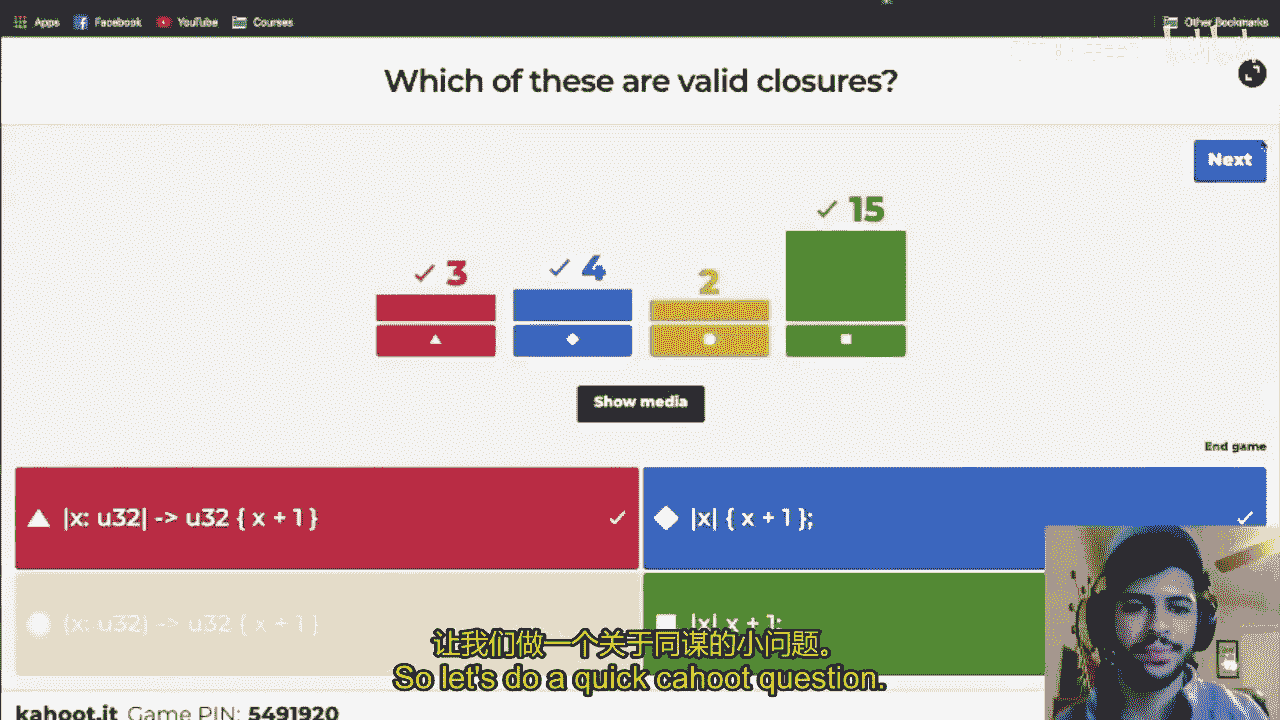 Apps Facebook YouTube Courses Other Bookmarks
Which of these are valid closures?
Next
3 4 2 15
Show media
End game
|x: u32| -> u32 { x + 1 }
|x| { x + 1 };
(x: u32) -> u32 { x + 1 }
|x| x + 1;
让我们做一个关于同谋的小问题。
So let's do a quick cahoot question.
kahoot.it Game PIN: 5491920